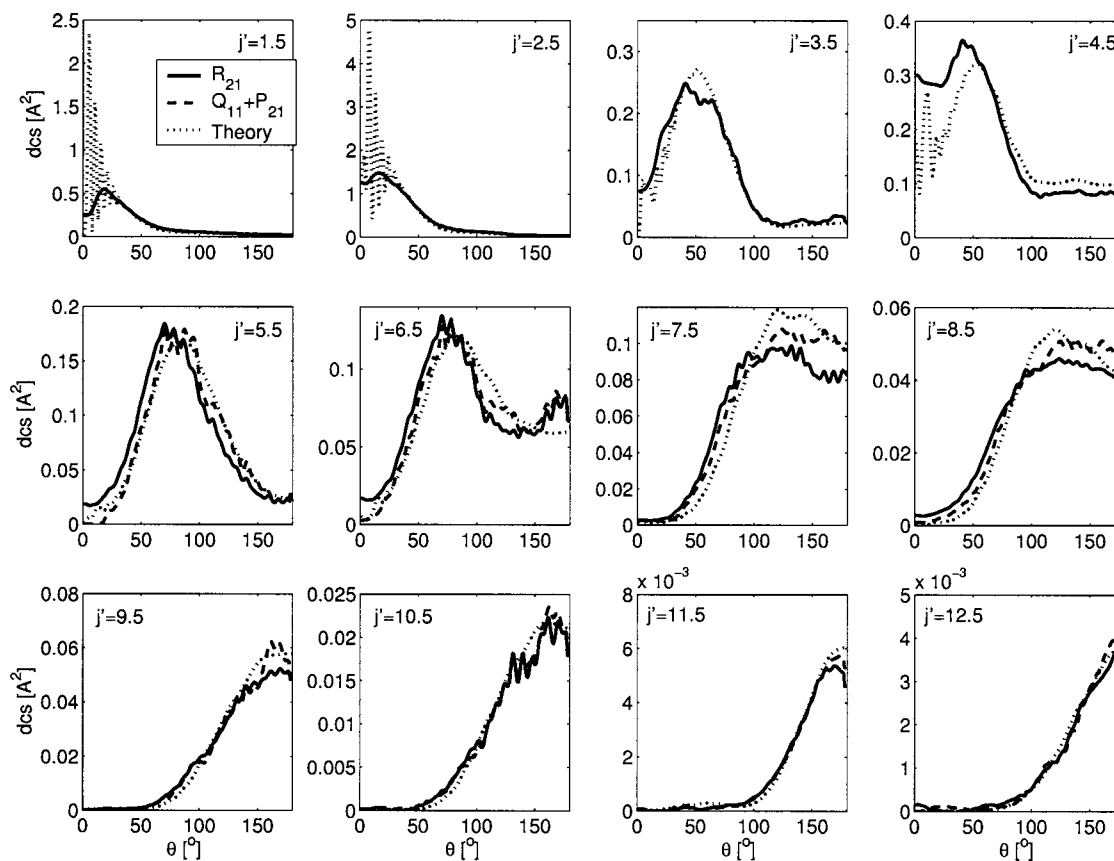 j'=1.5
j'=2.5
j'=3.5
j'=4.5
R21
Q11+P21
Theory
dcs [A²]
2.5
2
1.5
1
0.5
0
0 50 100 150
5
4
3
2
1
0
0 50 100 150
0.3
0.2
0.1
0
0 50 100 150
0.4
0.3
0.2
0.1
0
0 50 100 150
j'=5.5
j'=6.5
j'=7.5
j'=8.5
dcs [A²]
0.2
0.15
0.1
0.05
0
0 50 100 150
0.1
0.05
0
0 50 100 150
0.1
0.08
0.06
0.04
0.02
0
0 50 100 150
0.06
0.04
0.02
0
0 50 100 150
j'=9.5
j'=10.5
x 10⁻³
j'=11.5
x 10⁻³
j'=12.5
dcs [A²]
0.08
0.06
0.04
0.02
0
0 50 100 150
θ [°]
0.025
0.02
0.015
0.01
0.005
0
0 50 100 150
θ [°]
8
6
4
2
0
0 50 100 150
θ [°]
5
4
3
2
1
0
0 50 100 150
θ [°]